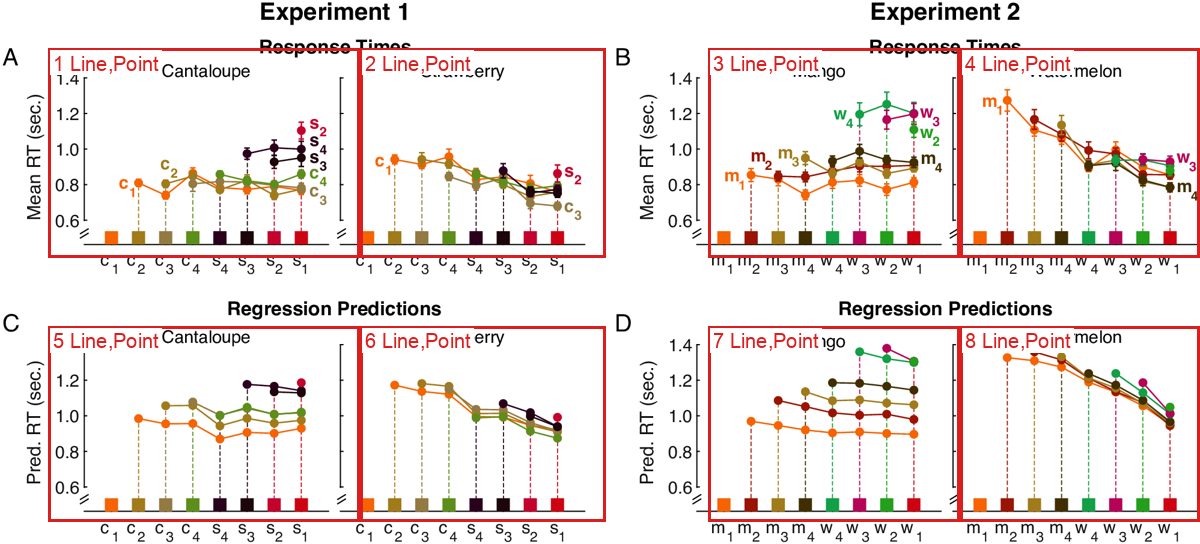 Experiment 1
Experiment 2
A
Response Times
B
Response Times
1 Line,Point
Cantaloupe
2 Line,Point
3 Line,Point
4 Line,Point
Mean RT (sec.)
1.4
1.2
1.0
0.8
0.6
c1
c2
s2
s4
s3
c4
c3
c1
s2
c3
Mean RT (sec.)
1.4
1.2
1.0
0.8
0.6
m1
m2
m3
w4
w3
w2
m4
m1
w3
m4
c1 c2 c3 c4 s4 s3 s2 s1
c1 c2 c3 c4 s4 s3 s2 s1
m1 m2 m3 m4 w4 w3 w2 w1
m1 m2 m3 m4 w4 w3 w2 w1
C
Regression Predictions
D
Regression Predictions
5 Line,Point
Cantaloupe
6 Line,Point
erry
7 Line,Point
ngo
8 Line,Point
melon
Pred. RT (sec.)
1.2
1.0
0.8
0.6
Pred. RT (sec.)
1.4
1.2
1.0
0.8
0.6
c1 c2 c3 c4 s4 s3 s2 s1
c1 c2 c3 c4 s4 s3 s2 s1
m1 m2 m3 m4 w4 w3 w2 w1
m1 m2 m3 m4 w4 w3 w2 w1